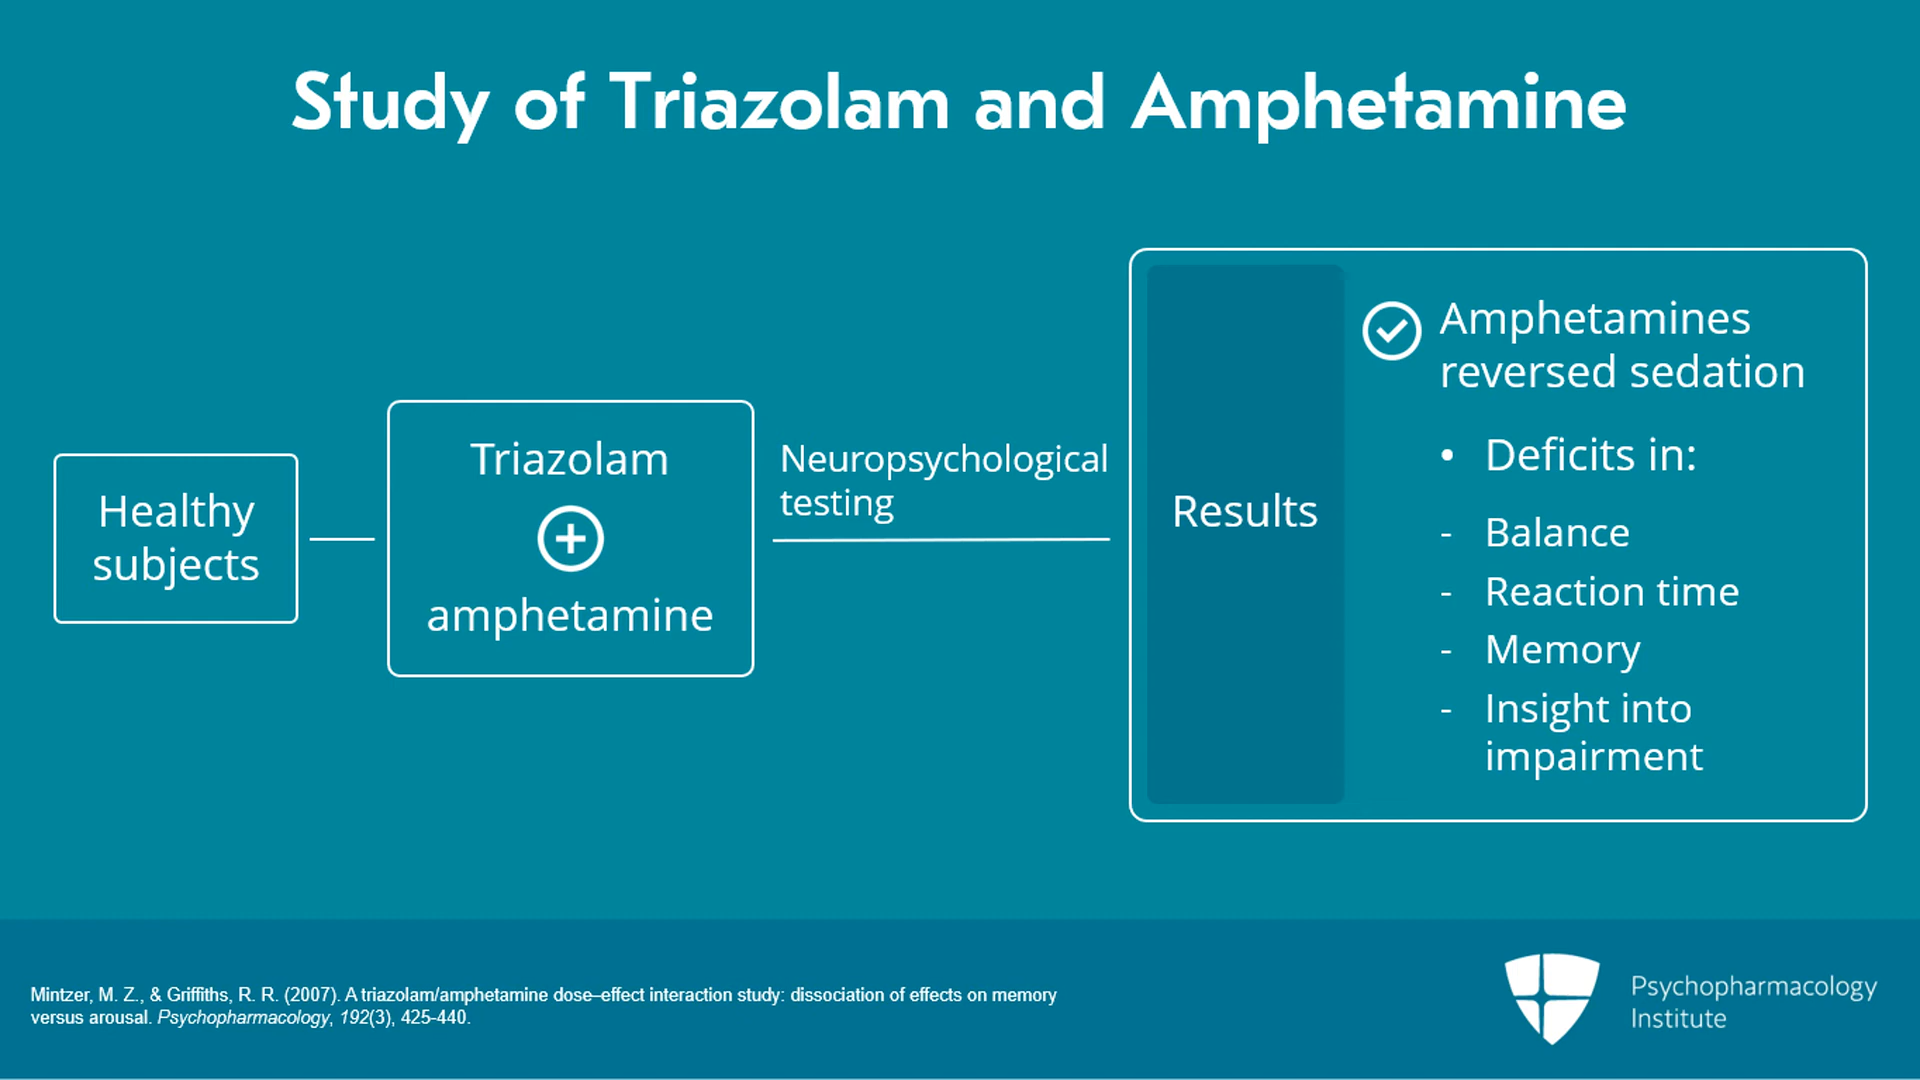 Study of Triazolam and Amphetamine
Healthy
subjects
Triazolam
amphetamine
Neuropsychological
testing
Results
Amphetamines
reversed sedation
• Deficits in:
- Balance
- Reaction time
- Memory
- Insight into
impairment
Mintzer, M. Z., & Griffiths, R. R. (2007). A triazolam/amphetamine dose–effect interaction study: dissociation of effects on memory
versus arousal. Psychopharmacology, 192(3), 425-440.
Psychopharmacology
Institute